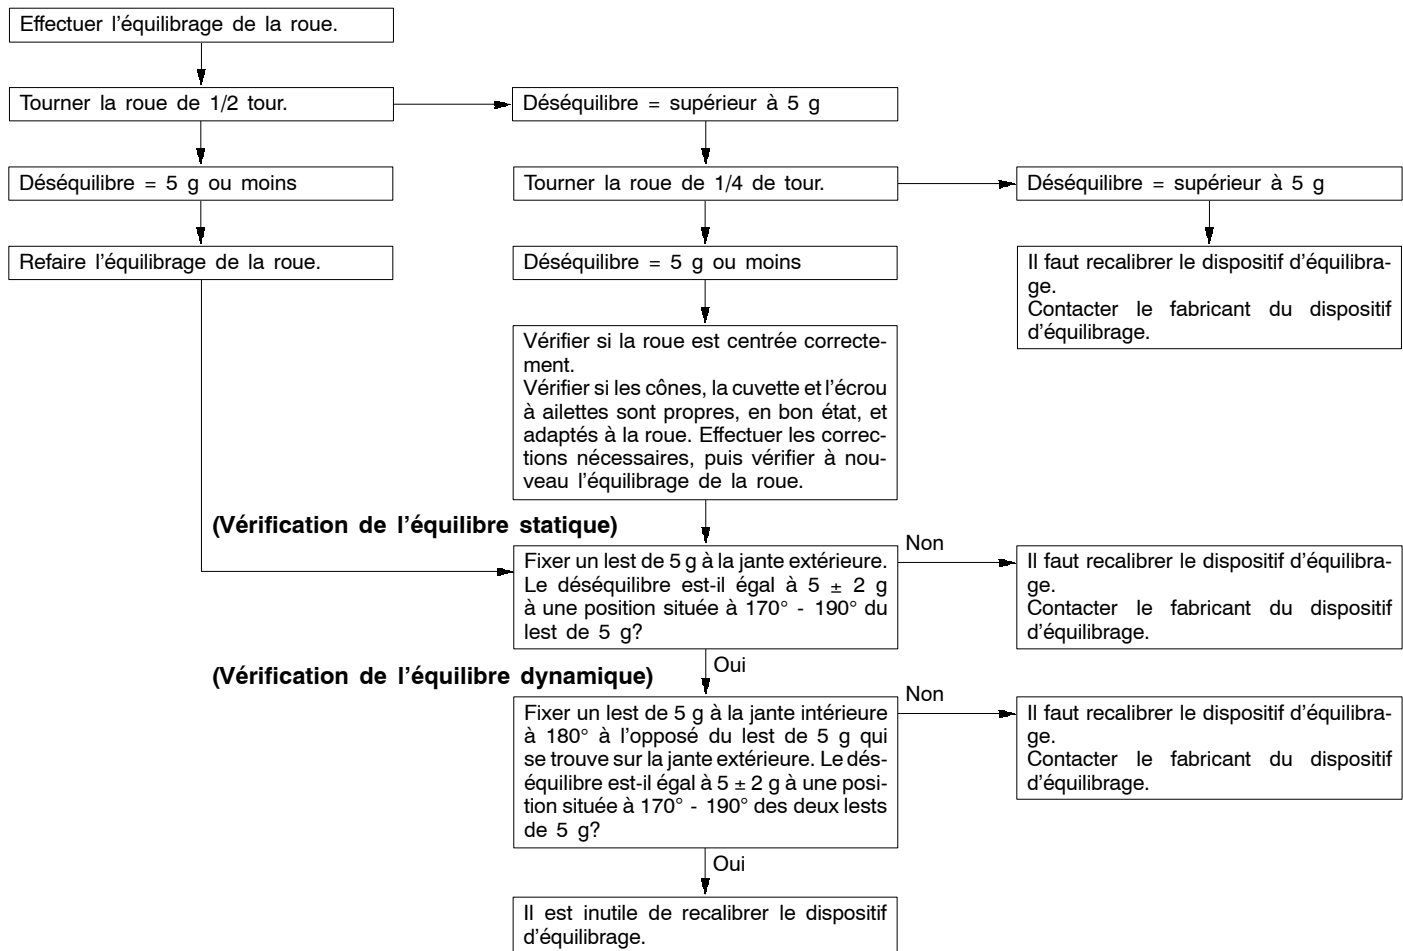 Effectuer l'équilibrage de la roue.
Tourner la roue de 1/2 tour.
Déséquilibre = supérieur à 5 g
Déséquilibre = 5 g ou moins
Tourner la roue de 1/4 de tour.
Déséquilibre = supérieur à 5 g
Refaire l'équilibrage de la roue.
Déséquilibre = 5 g ou moins
Il faut recalibrer le dispositif d'équilibra-
ge.
Contacter le fabricant du dispositif
d'équilibrage.
Vérifier si la roue est centrée correcte-
ment.
Vérifier si les cônes, la cuvette et l'écrou
à ailettes sont propres, en bon état, et
adaptés à la roue. Effectuer les correc-
tions nécessaires, puis vérifier à nou-
veau l'équilibrage de la roue.
(Vérification de l'équilibre statique)
Fixer un lest de 5 g à la jante extérieure.
Le déséquilibre est-il égal à 5 ± 2 g
à une position située à 170° - 190° du
lest de 5 g?
Non
Il faut recalibrer le dispositif d'équilibra-
ge.
Contacter le fabricant du dispositif
d'équilibrage.
Oui
(Vérification de l'équilibre dynamique)
Fixer un lest de 5 g à la jante intérieure
à 180° à l'opposé du lest de 5 g qui
se trouve sur la jante extérieure. Le dés-
équilibre est-il égal à 5 ± 2 g à une posi-
tion située à 170° - 190° des deux lests
de 5 g?
Non
Il faut recalibrer le dispositif d'équilibra-
ge.
Contacter le fabricant du dispositif
d'équilibrage.
Oui
Il est inutile de recalibrer le dispositif
d'équilibrage.